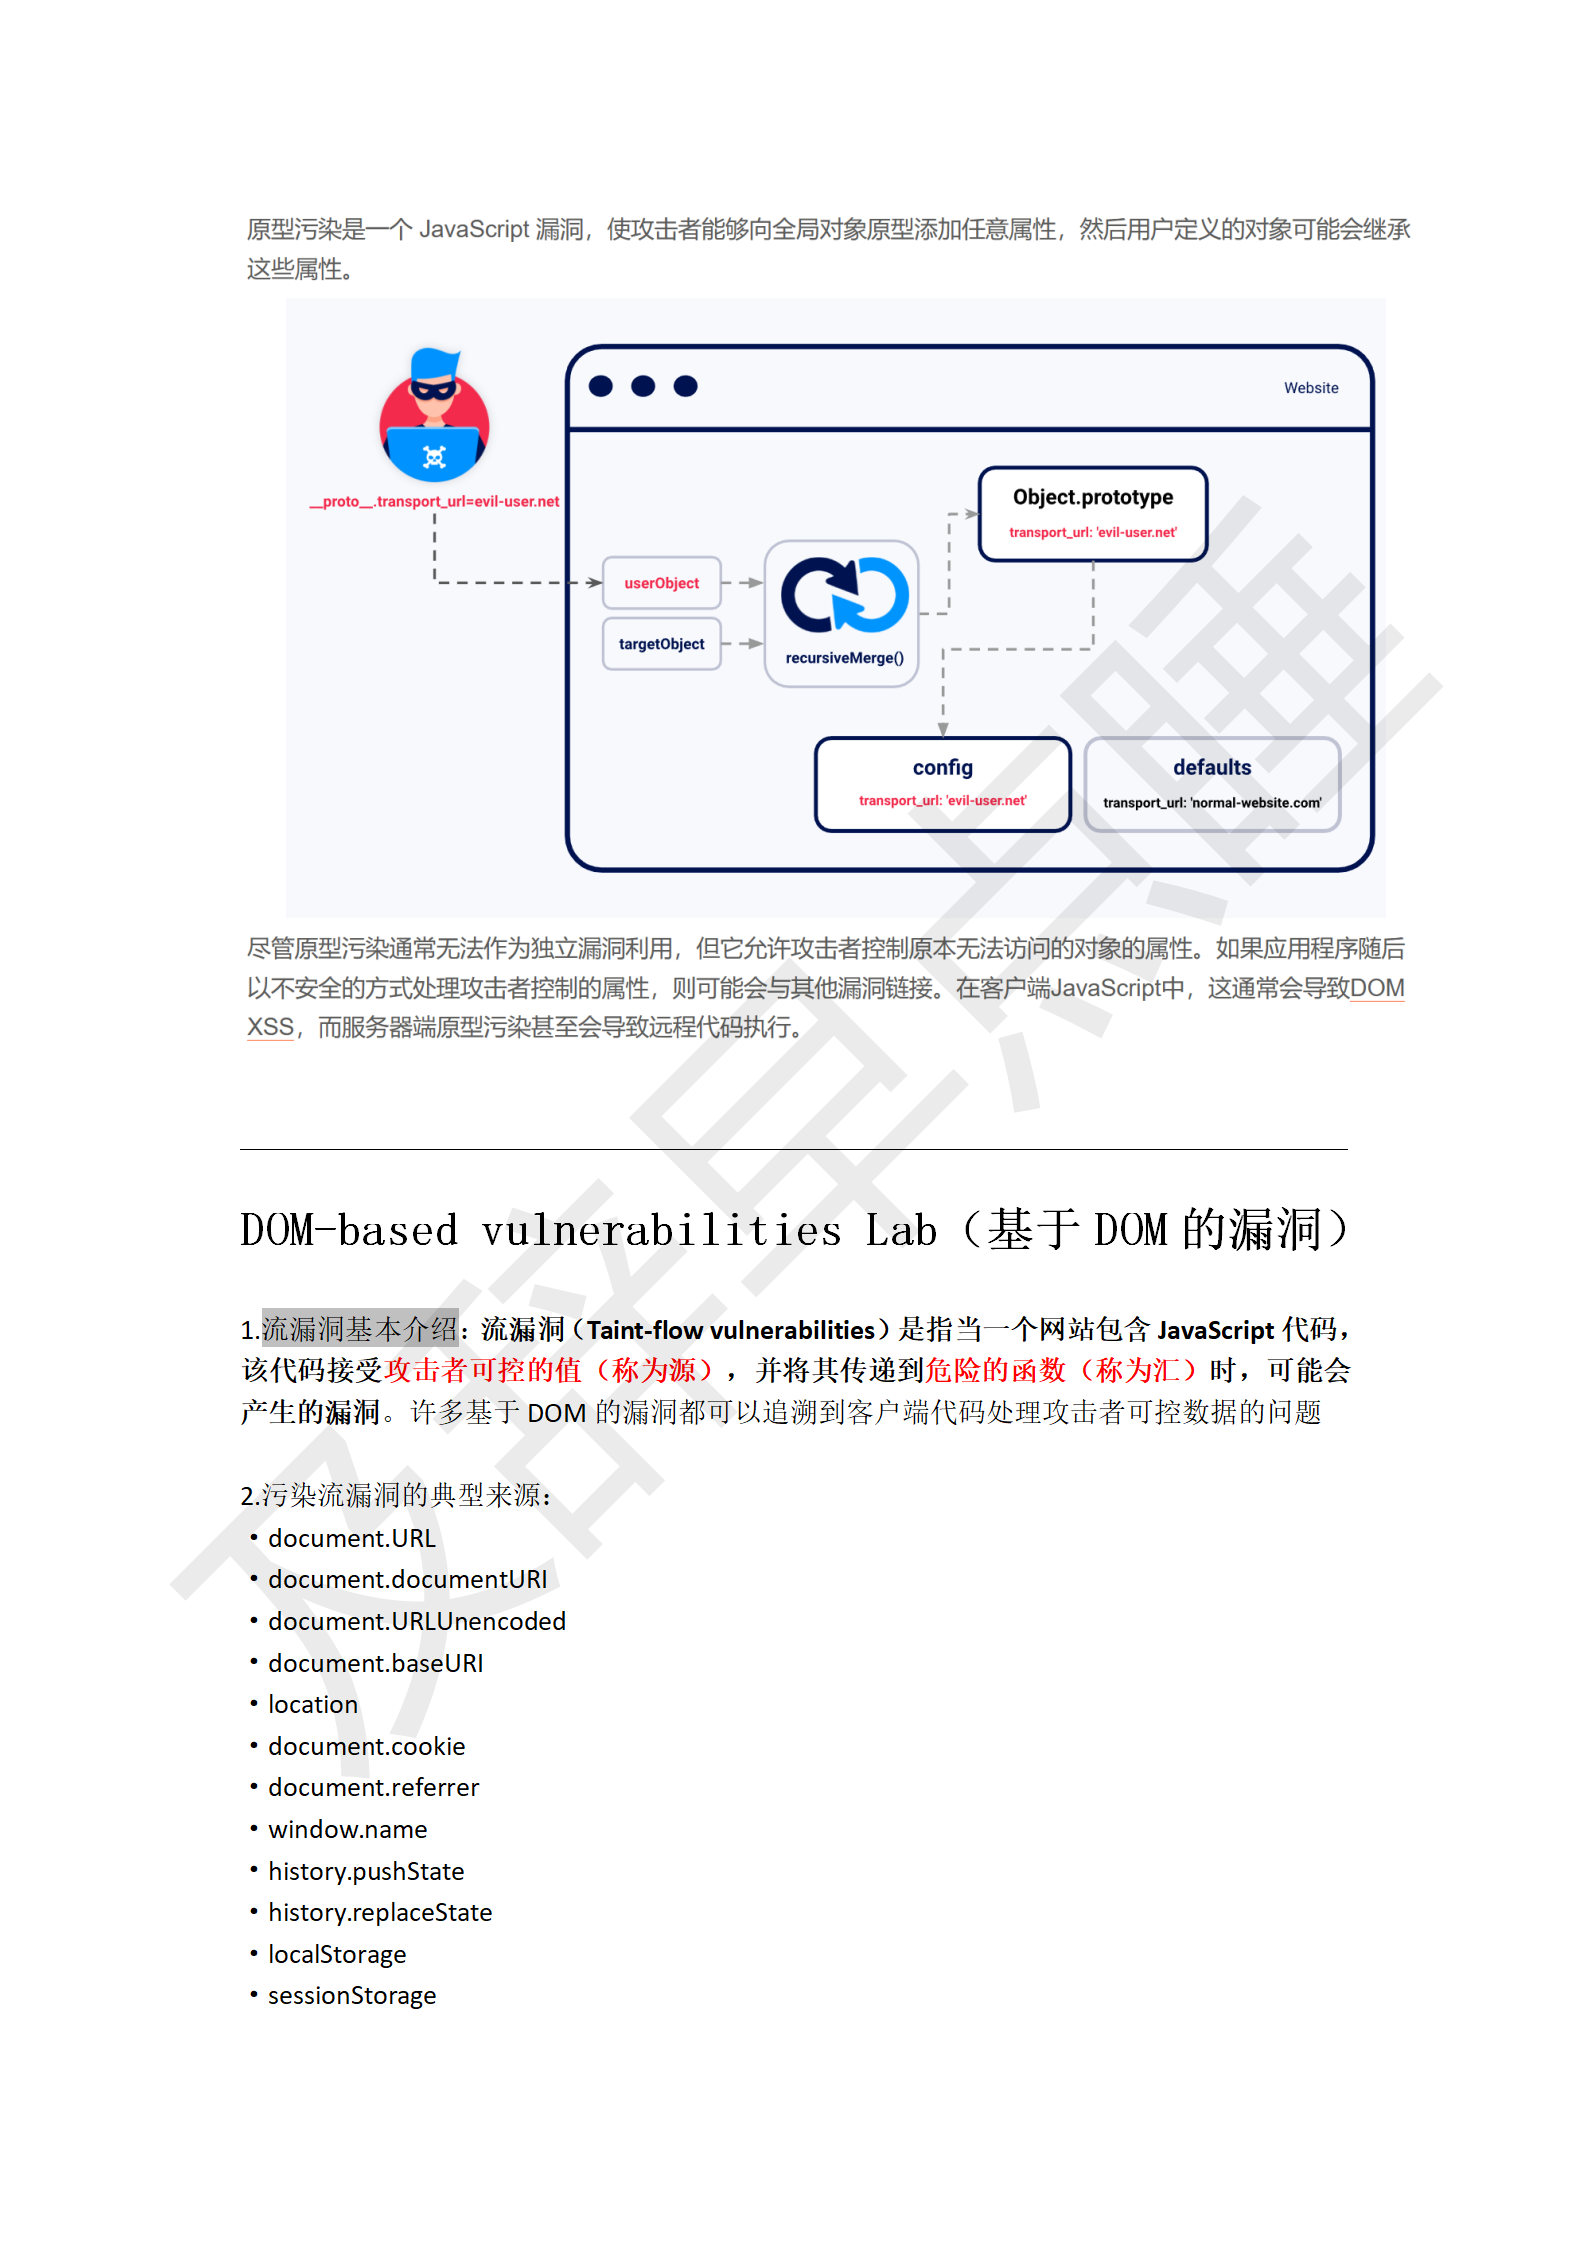 原型污染是一个 JavaScript 漏洞，使攻击者能够向全局对象原型添加任意属性，然后用户定义的对象可能会继承
这些属性。
Website
__proto__.transport_url=evil-user.net
Object.prototype
transport_url: 'evil-user.net'
userObject
targetObject
recursiveMerge()
config
transport_url: 'evil-user.net'
defaults
transport_url: 'normal-website.com'
尽管原型污染通常无法作为独立漏洞利用，但它允许攻击者控制原本无法访问的对象的属性。如果应用程序随后
以不安全的方式处理攻击者控制的属性，则可能会与其他漏洞链接。在客户端JavaScript中，这通常会导致DOM
XSS，而服务器端原型污染甚至会导致远程代码执行。
DOM-based vulnerabilities Lab（基于 DOM 的漏洞）
1.流漏洞基本介绍：流漏洞（Taint-flow vulnerabilities）是指当一个网站包含 JavaScript 代码，
该代码接受攻击者可控的值（称为源），并将其传递到危险的函数（称为汇）时，可能会
产生的漏洞。许多基于 DOM 的漏洞都可以追溯到客户端代码处理攻击者可控数据的问题
2.污染流漏洞的典型来源：
• document.URL
• document.documentURI
• document.URLUnencoded
• document.baseURI
• location
• document.cookie
• document.referrer
• window.name
• history.pushState
• history.replaceState
• localStorage
• sessionStorage
及辞早点睡